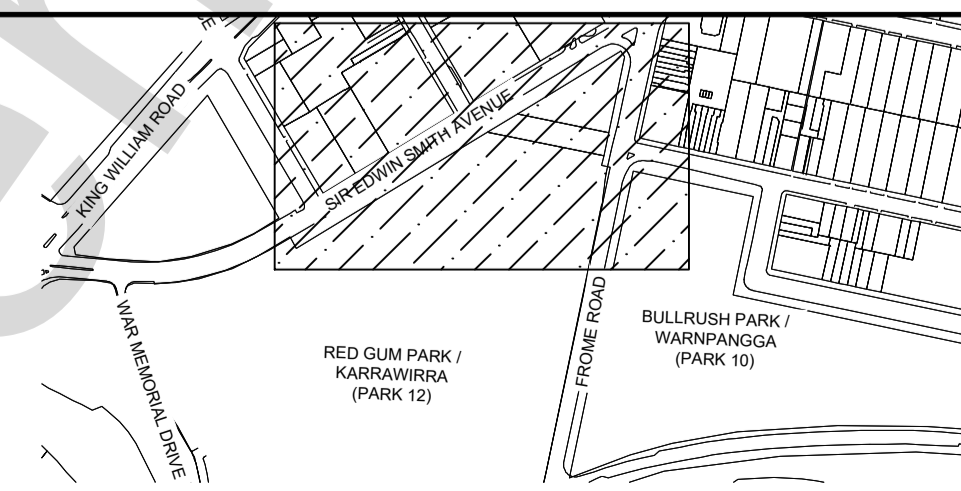 KING WILLIAM ROAD
SIR EDWIN SMITH AVENUE
WAR MEMORIAL DRIVE
RED GUM PARK /
KARRAWIRRA
(PARK 12)
FROME ROAD
BULLRUSH PARK /
WARNPANGGA
(PARK 10)